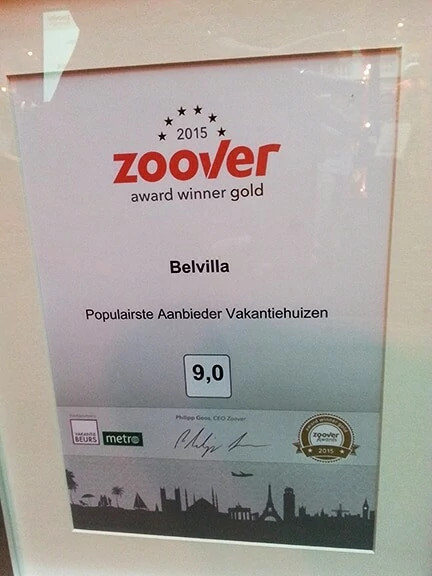 2015
zoover
award winner gold
Belvilla
Populairste Aanbieder Vakantiehuizen
9,0
Philipp Goos, CEO Zoover
VAKANTIE
BEURS
metro
zoover
Awards
2015